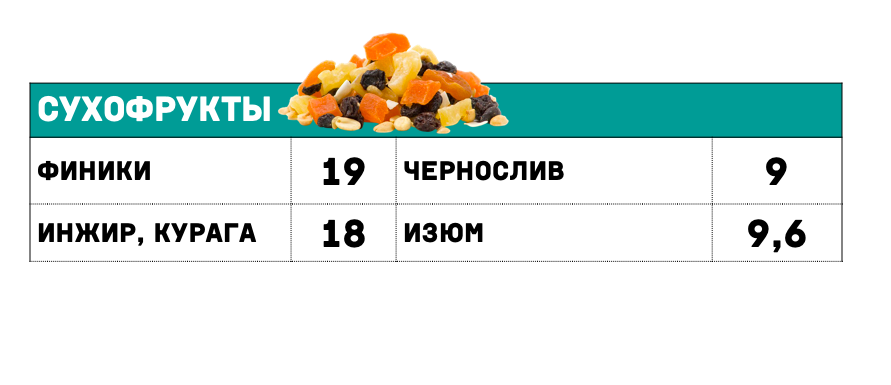 СУХОФРУКТЫ
ФИНИКИ 19 ЧЕРНОСЛИВ 9
ИНЖИР, КУРАГА 18 ИЗЮМ 9,6